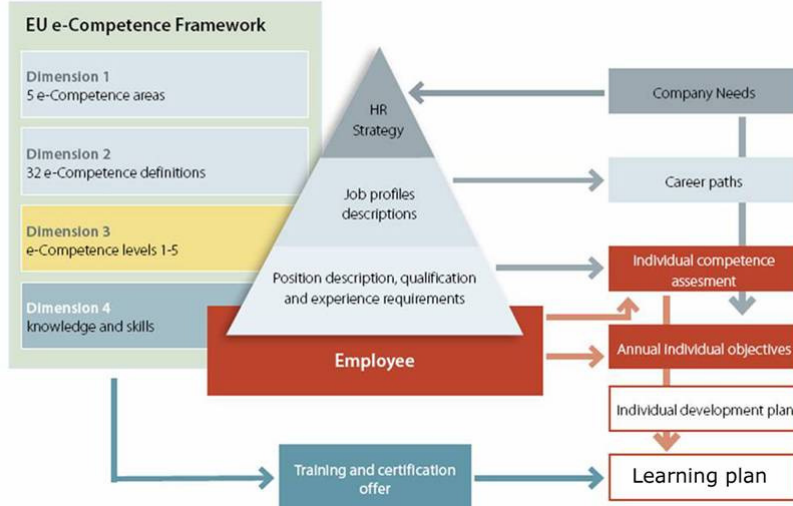 EU e-Competence Framework
Dimension 1
5 e-Competence areas
Dimension 2
32 e-Competence definitions
Dimension 3
e-Competence levels 1-5
Dimension 4
knowledge and skills
HR
Strategy
Job profiles
descriptions
Position description, qualification
and experience requirements
Employee
Training and certification
offer
Company Needs
Career paths
Individual competence
assesment
Annual individual objectives
Individual development plan
Learning plan